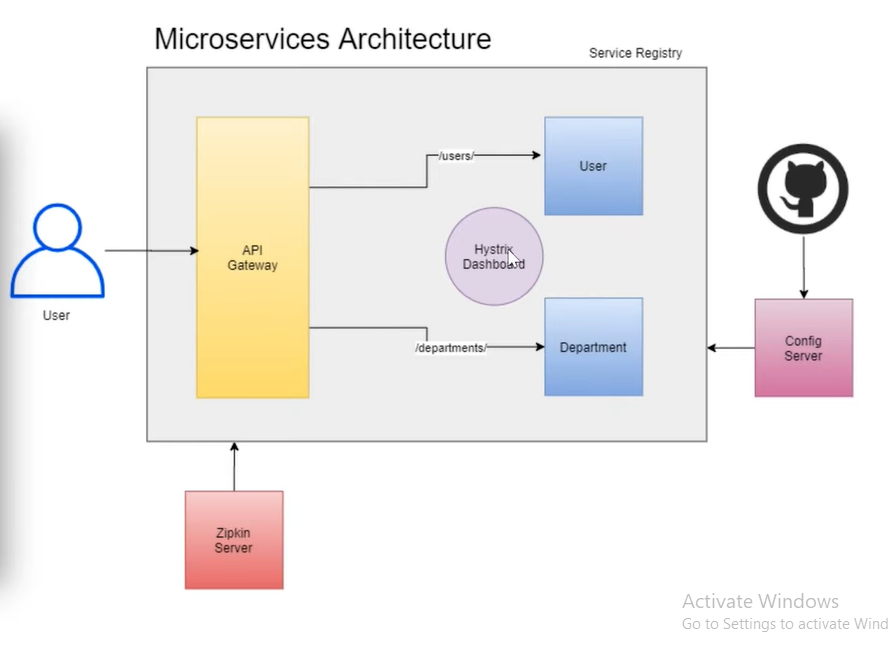 Microservices Architecture
Service Registry
/users/
User
API
Gateway
Hystrix
Dashboard
User
/departments/
Department
Config
Server
Zipkin
Server
Activate Windows
Go to Settings to activate Wind